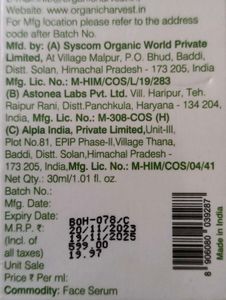 Website: www.organicharvest.in
For Mfg location please refer to the address
code after Batch No.
Mfd. by: (A) Syscom Organic World Private
Limited, At Village Malpur, P.O. Bhud, Baddi,
Distt. Solan, Himachal Pradesh - 173 205, India
Mfg. Lic. No.: M-HIM/COS/L/19/283
(B) Astonea Labs Pvt. Ltd. Vill. Haripur, Teh.
Raipur Rani, Distt.Panchkula, Haryana - 134 204,
India, Mfg. Lic. No.: M-308-COS (H)
(C) Alpla India, Private Limited,Unit-III,
Plot No.81, EPIP Phase-II,Village Thana,
Baddi, Distt.Solan,Himachal Pradesh -
173 205, India,Mfg. Lic. No.: M-HIM/COS/04/41
Net.: 30ml/1.01 fl. oz.
Batch No.: BOH-078/C
Mfg. Date: 20/11/2023
Expiry Date: 19/11/2025
M.R.P. ₹ 599.00
(Incl. of 19.97
all taxes)
Unit Sale
Price ₹ Per ml:
Commodity: Face Serum
8 906080 039287
Made in India